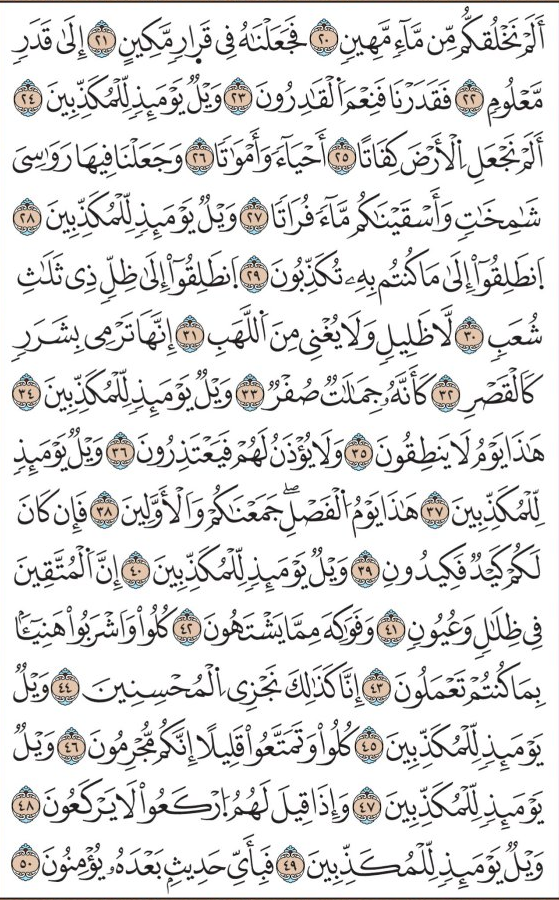 أَلَمْ نَخْلُقكُّم مِّن مَّآءٍ مَّهِينٍ ٢٠ فَجَعَلْنَٰهُ فِى قَرَارٍ مَّكِينٍ ٢١ إِلَىٰ قَدَرٍ
مَّعْلُومٍ ٢٢ فَقَدَرْنَا فَنِعْمَ ٱلْقَٰدِرُونَ ٢٣ وَيْلٌ يَوْمَئِذٍ لِّلْمُكَذِّبِينَ ٢٤
أَلَمْ نَجْعَلِ ٱلْأَرْضَ كِفَاتًا ٢٥ أَحْيَآءً وَأَمْوَٰتًا ٢٦ وَجَعَلْنَا فِيهَا رَوَٰسِىَ
شَٰمِخَٰتٍ وَأَسْقَيْنَٰكُم مَّآءً فُرَاتًا ٢٧ وَيْلٌ يَوْمَئِذٍ لِّلْمُكَذِّبِينَ ٢٨
ٱنطَلِقُوٓا۟ إِلَىٰ مَا كُنتُم بِهِۦ تُكَذِّبُونَ ٢٩ ٱنطَلِقُوٓا۟ إِلَىٰ ظِلٍّ ذِى ثَلَٰثِ
شُعَبٍ ٣٠ لَّا ظَلِيلٍ وَلَا يُغْنِى مِنَ ٱللَّهَبِ ٣١ إِنَّهَا تَرْمِى بِشَرَرٍ
كَٱلْقَصْرِ ٣٢ كَأَنَّهُۥ جِمَٰلَٰتٌ صُفْرٌ ٣٣ وَيْلٌ يَوْمَئِذٍ لِّلْمُكَذِّبِينَ ٣٤
هَٰذَا يَوْمُ لَا يَنطِقُونَ ٣٥ وَلَا يُؤْذَنُ لَهُمْ فَيَعْتَذِرُونَ ٣٦ وَيْلٌ يَوْمَئِذٍ
لِّلْمُكَذِّبِينَ ٣٧ هَٰذَا يَوْمُ ٱلْفَصْلِ ۖ جَمَعْنَٰكُمْ وَٱلْأَوَّلِينَ ٣٨ فَإِن كَانَ
لَكُمْ كَيْدٌ فَكِيدُونِ ٣٩ وَيْلٌ يَوْمَئِذٍ لِّلْمُكَذِّبِينَ ٤٠ إِنَّ ٱلْمُتَّقِينَ
فِى ظِلَٰلٍ وَعُيُونٍ ٤١ وَفَوَٰكِهَ مِمَّا يَشْتَهُونَ ٤٢ كُلُوا۟ وَٱشْرَبُوا۟ هَنِيٓـًٔۢا
بِمَا كُنتُمْ تَعْمَلُونَ ٤٣ إِنَّا كَذَٰلِكَ نَجْزِى ٱلْمُحْسِنِينَ ٤٤ وَيْلٌ
يَوْمَئِذٍ لِّلْمُكَذِّبِينَ ٤٥ كُلُوا۟ وَتَمَتَّعُوا۟ قَلِيلًا إِنَّكُم مُّجْرِمُونَ ٤٦ وَيْلٌ
يَوْمَئِذٍ لِّلْمُكَذِّبِينَ ٤٧ وَإِذَا قِيلَ لَهُمُ ٱرْكَعُوا۟ لَا يَرْكَعُونَ ٤٨
وَيْلٌ يَوْمَئِذٍ لِّلْمُكَذِّبِينَ ٤٩ فَبِأَىِّ حَدِيثٍ بَعْدَهُۥ يُؤْمِنُونَ ٥٠